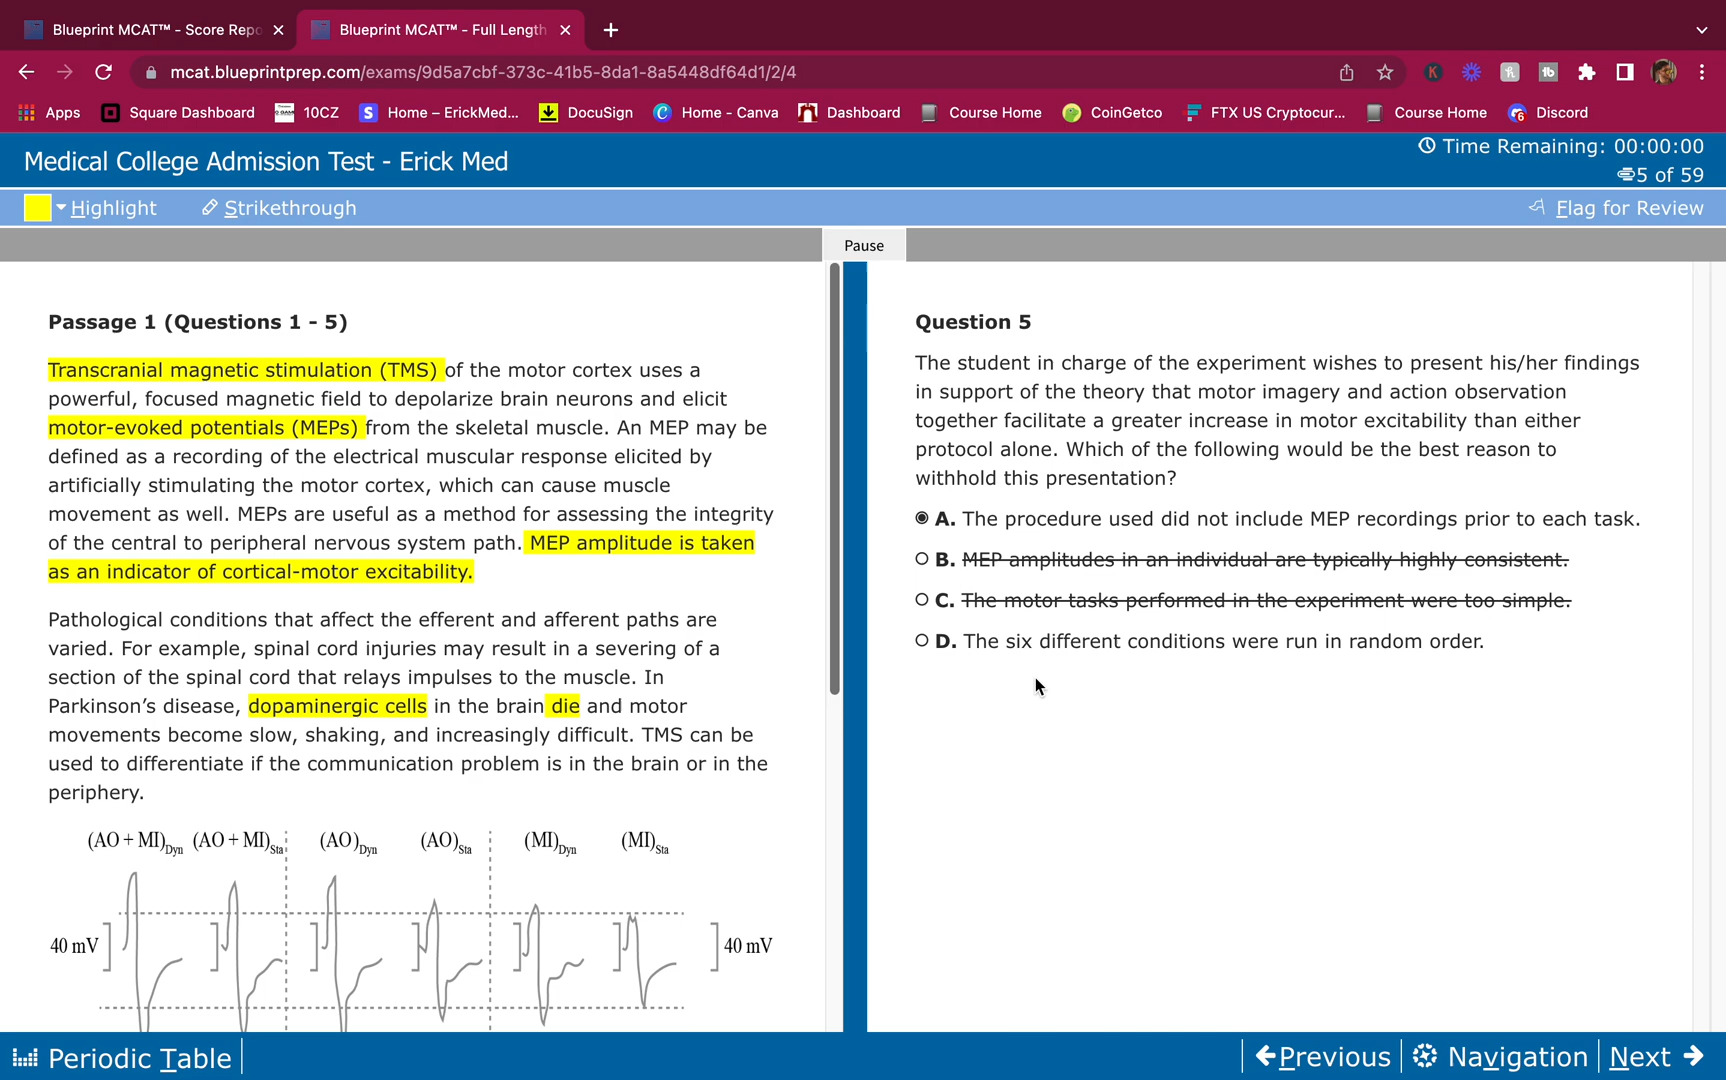 Blueprint MCAT™ - Score Repo
Blueprint MCAT™ - Full Length
mcat.blueprintprep.com/exams/9d5a7cbf-373c-41b5-8da1-8a5448df64d1/2/4
Apps
Square Dashboard
10CZ
Home – ErickMed...
DocuSign
Home - Canva
Dashboard
Course Home
CoinGetco
FTX US Cryptocur...
Course Home
Discord
Medical College Admission Test - Erick Med
Time Remaining: 00:00:00
5 of 59
Highlight
Strikethrough
Flag for Review
Pause
Passage 1 (Questions 1 - 5)
Transcranial magnetic stimulation (TMS) of the motor cortex uses a
powerful, focused magnetic field to depolarize brain neurons and elicit
motor-evoked potentials (MEPs) from the skeletal muscle. An MEP may be
defined as a recording of the electrical muscular response elicited by
artificially stimulating the motor cortex, which can cause muscle
movement as well. MEPs are useful as a method for assessing the integrity
of the central to peripheral nervous system path. MEP amplitude is taken
as an indicator of cortical-motor excitability.
Pathological conditions that affect the efferent and afferent paths are
varied. For example, spinal cord injuries may result in a severing of a
section of the spinal cord that relays impulses to the muscle. In
Parkinson’s disease, dopaminergic cells in the brain die and motor
movements become slow, shaking, and increasingly difficult. TMS can be
used to differentiate if the communication problem is in the brain or in the
periphery.
(AO + MI)Dyn (AO + MI)Sta (AO)Dyn (AO)Sta (MI)Dyn (MI)Sta
40 mV
40 mV
Question 5
The student in charge of the experiment wishes to present his/her findings
in support of the theory that motor imagery and action observation
together facilitate a greater increase in motor excitability than either
protocol alone. Which of the following would be the best reason to
withhold this presentation?
A. The procedure used did not include MEP recordings prior to each task.
B. MEP amplitudes in an individual are typically highly consistent.
C. The motor tasks performed in the experiment were too simple.
D. The six different conditions were run in random order.
Periodic Table
Previous
Navigation
Next